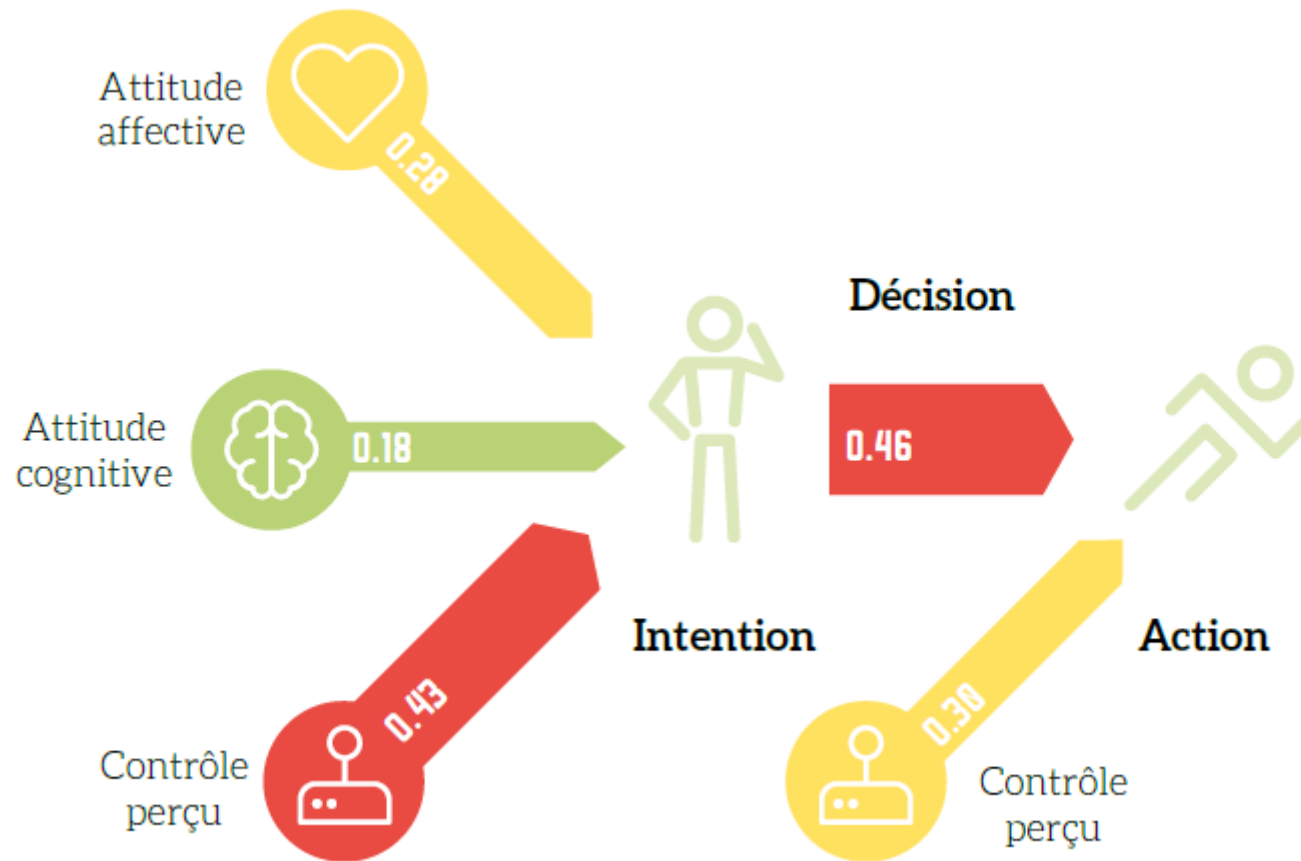 Attitude
affective
0.28
Décision
Attitude
cognitive
0.18
0.46
Intention
Action
0.43
Contrôle
perçu
0.30
Contrôle
perçu